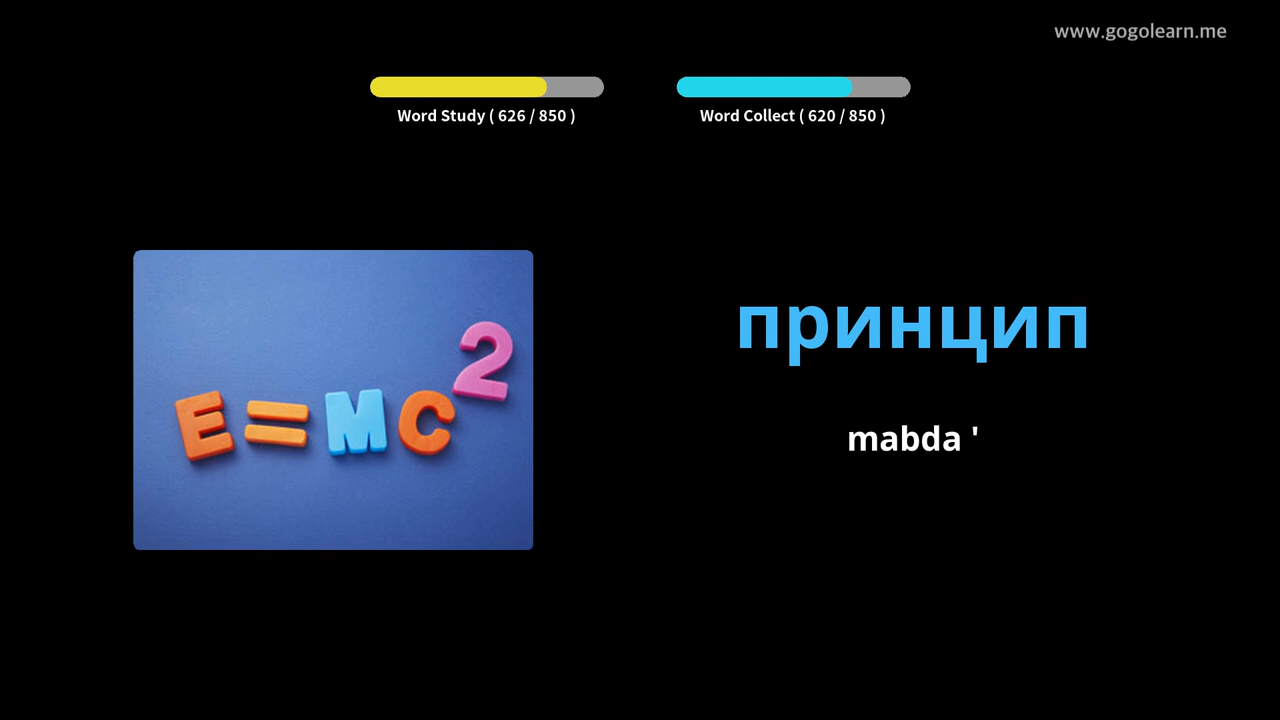 www.gogolearn.me
Word Study ( 626 / 850 )
Word Collect ( 620 / 850 )
E=MC2
принцип
mabda '